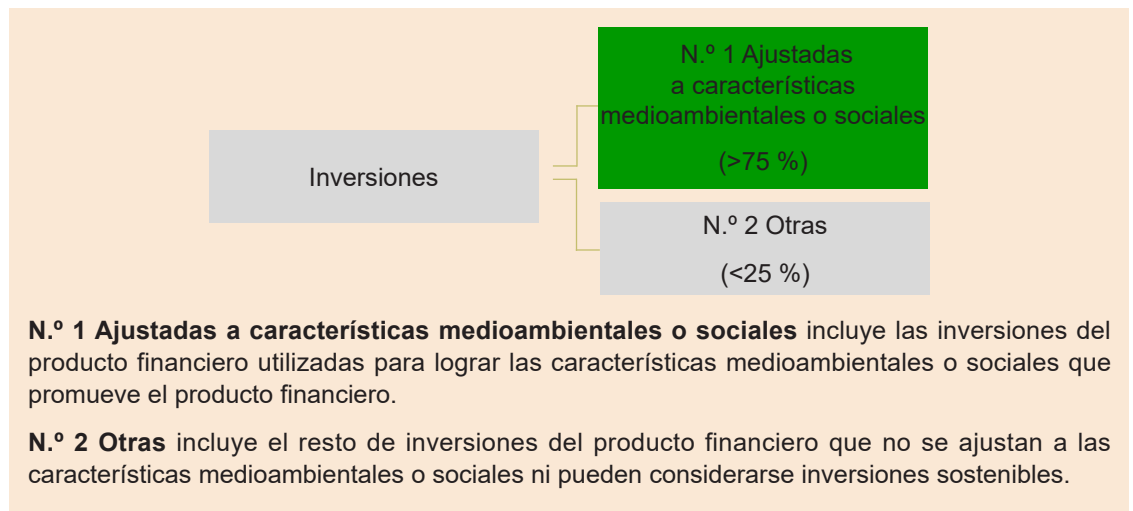 N.º 1 Ajustadas
a características
medioambientales o sociales
(>75 %)
Inversiones
N.º 2 Otras
(<25 %)
N.º 1 Ajustadas a características medioambientales o sociales incluye las inversiones del
producto financiero utilizadas para lograr las características medioambientales o sociales que
promueve el producto financiero.
N.º 2 Otras incluye el resto de inversiones del producto financiero que no se ajustan a las
características medioambientales o sociales ni pueden considerarse inversiones sostenibles.